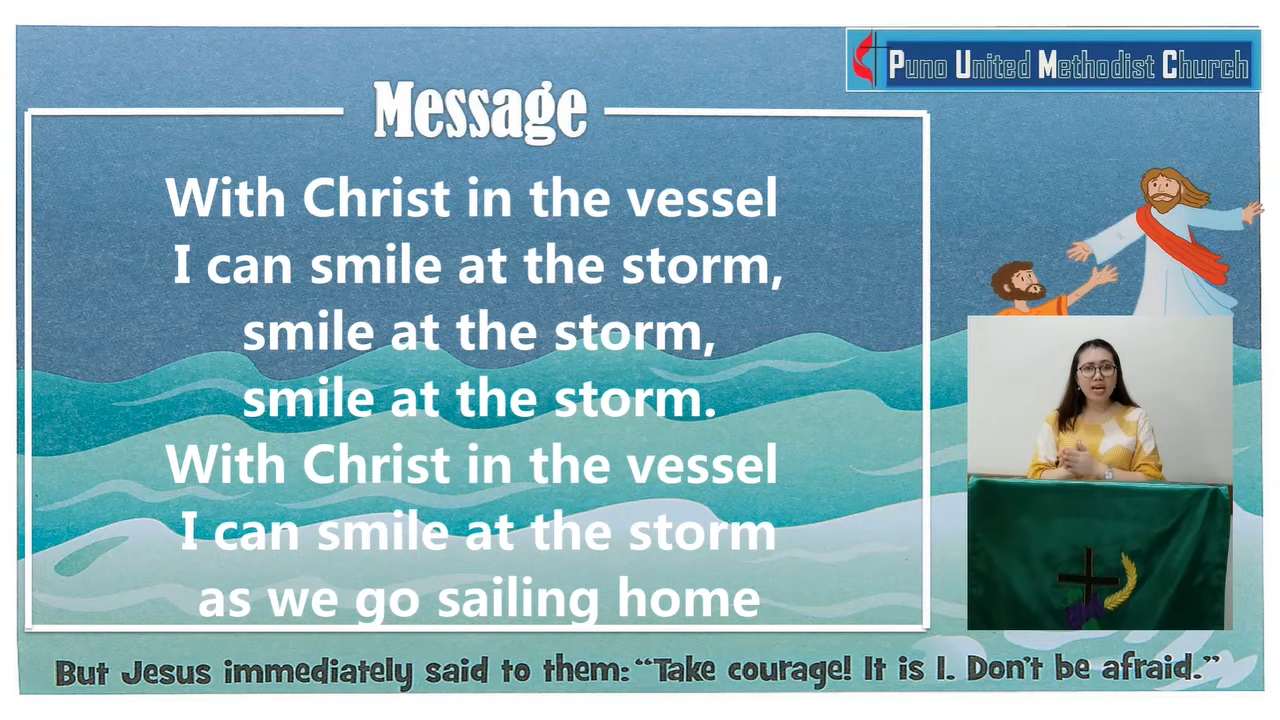 Puno United Methodist Church
Message
With Christ in the vessel
I can smile at the storm,
smile at the storm,
smile at the storm.
With Christ in the vessel
I can smile at the storm
as we go sailing home
But Jesus immediately said to them: “Take courage! It is I. Don't be afraid.”